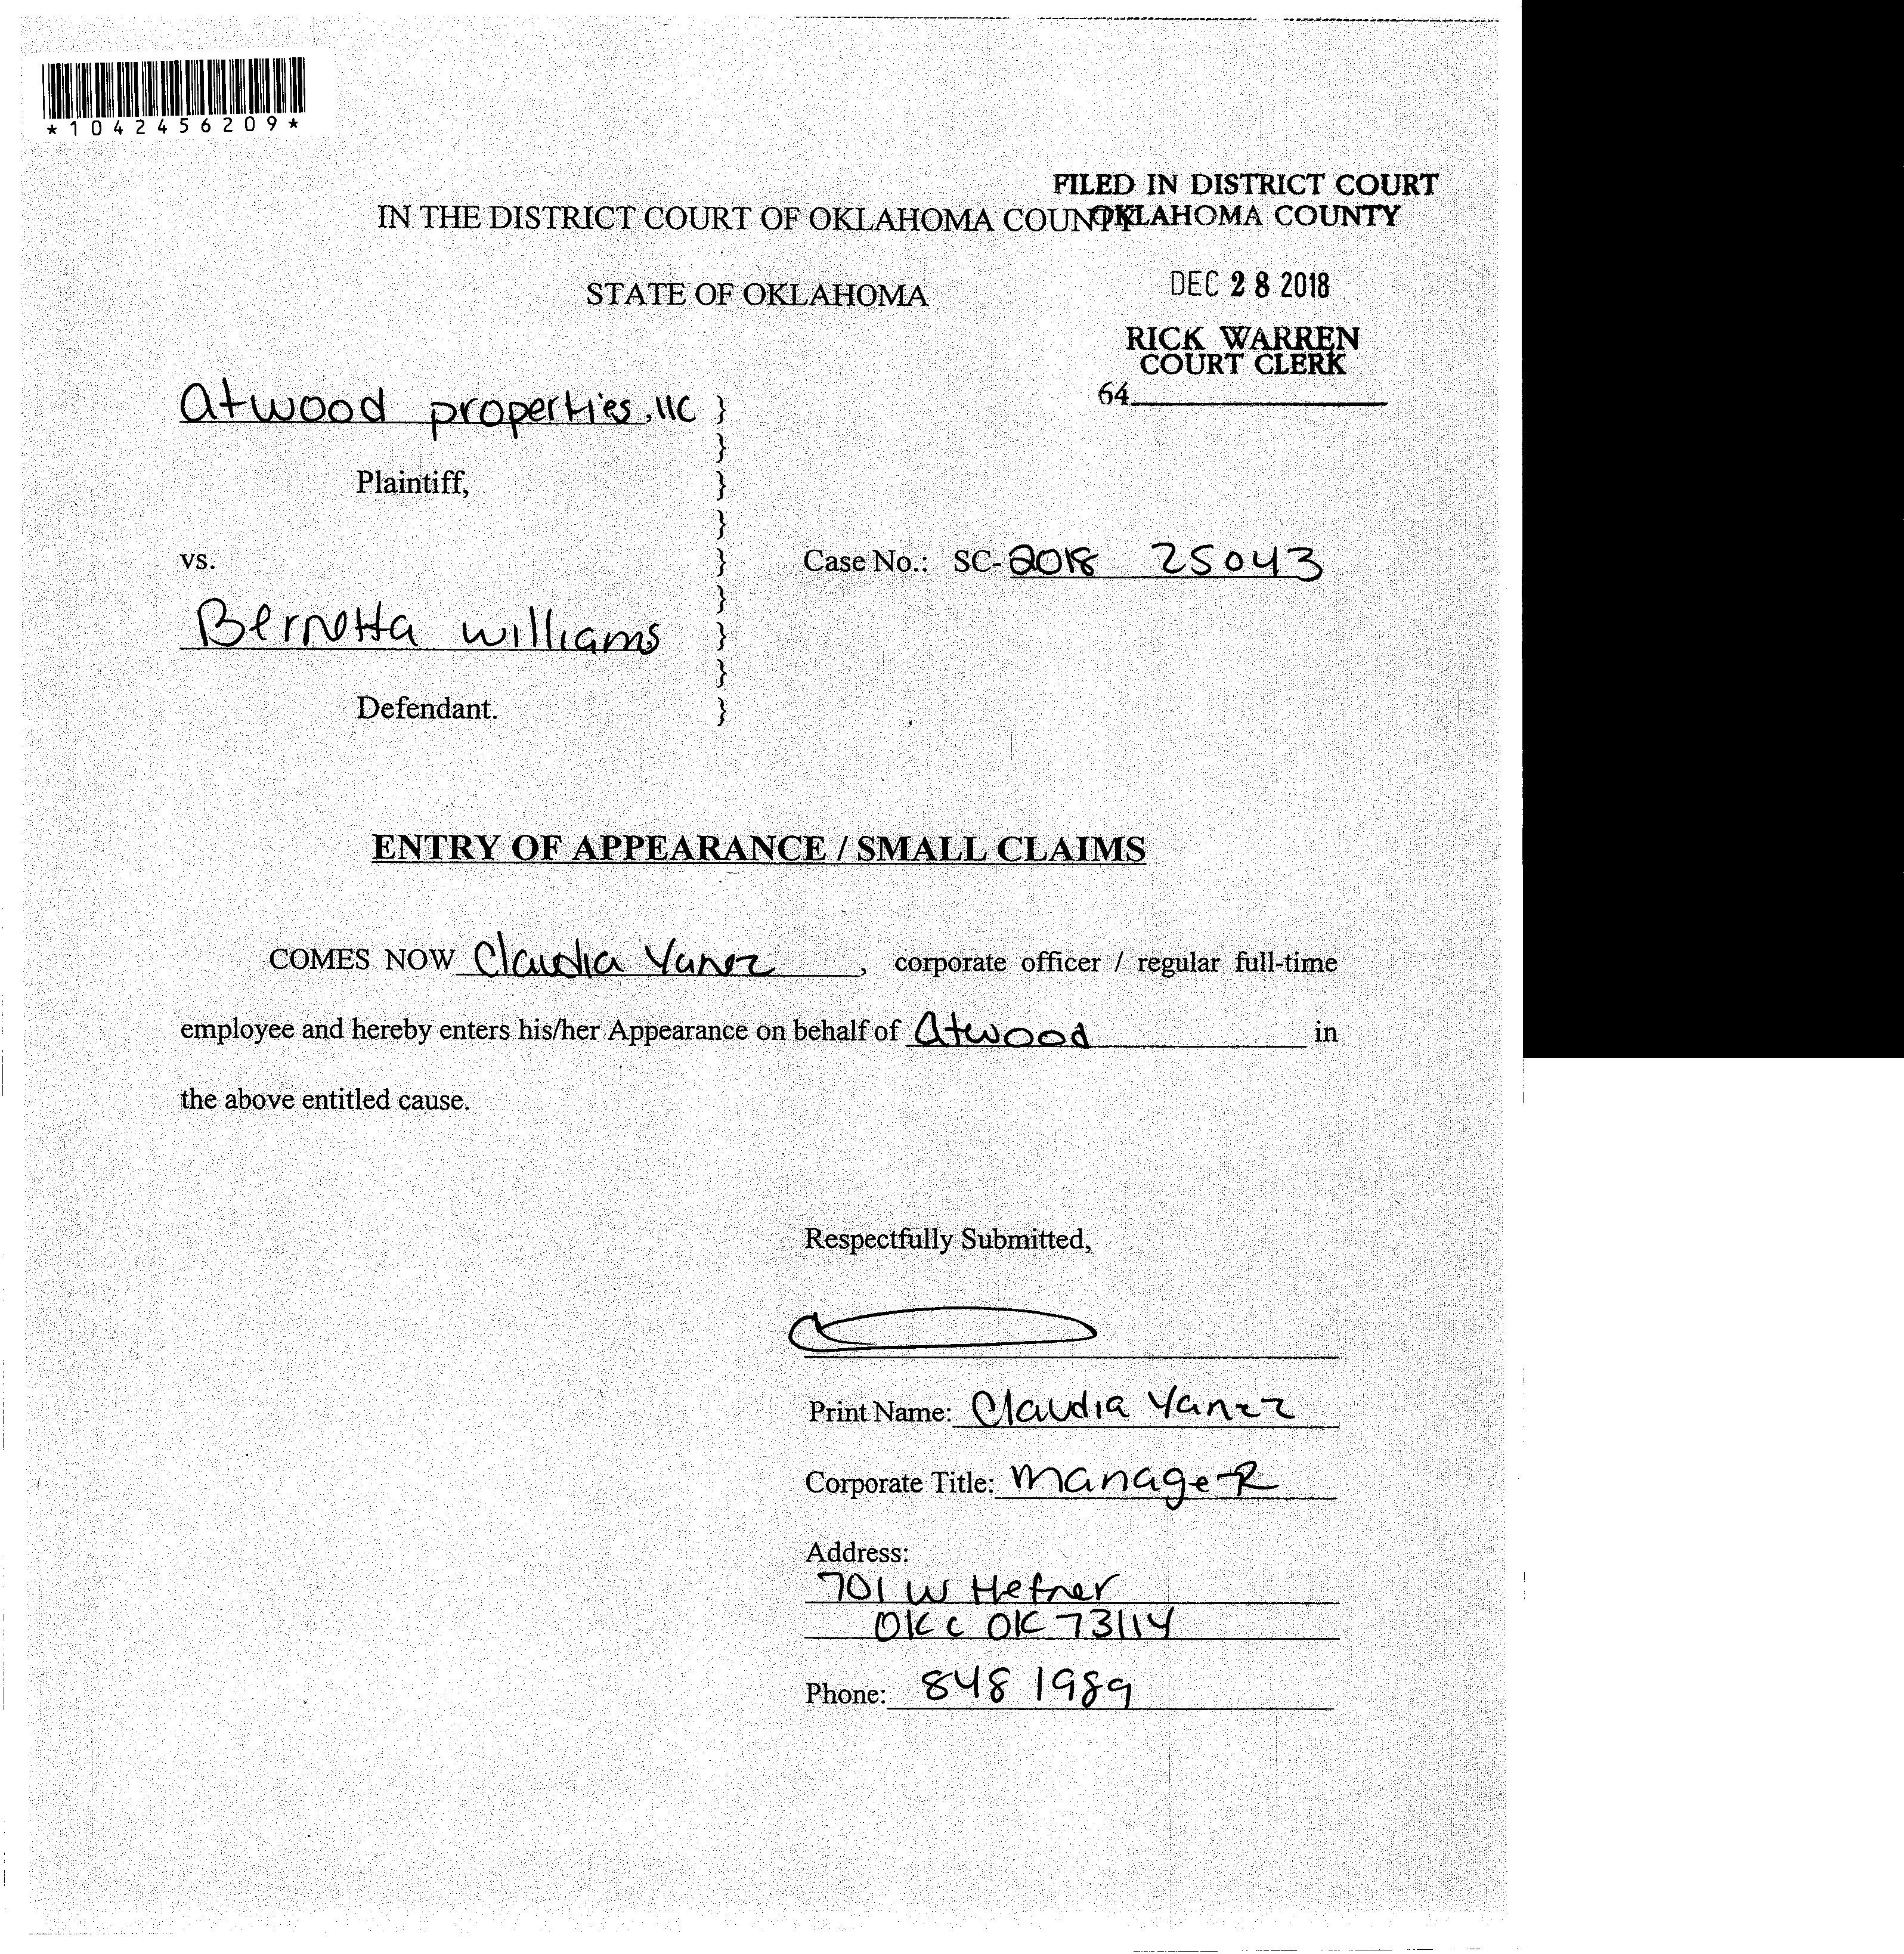 *1042456209*
FILED IN DISTRICT COURT
OKLAHOMA COUNTY
IN THE DISTRICT COURT OF OKLAHOMA COUNTY
STATE OF OKLAHOMA
DEC 28 2018
RICK WARREN
COURT CLERK
64
Atwood properties, llc }
}
Plaintiff, }
}
vs. } Case No.: SC-2018 25043
}
Bernetta williams }
}
Defendant. }
ENTRY OF APPEARANCE / SMALL CLAIMS
COMES NOW Claudia Yanez, corporate officer / regular full-time
employee and hereby enters his/her Appearance on behalf of Atwood in
the above entitled cause.
Respectfully Submitted,
Print Name: Claudia Yanez
Corporate Title: manageR
Address:
701 W Hefner
OKc OK 73114
Phone: 848 1989